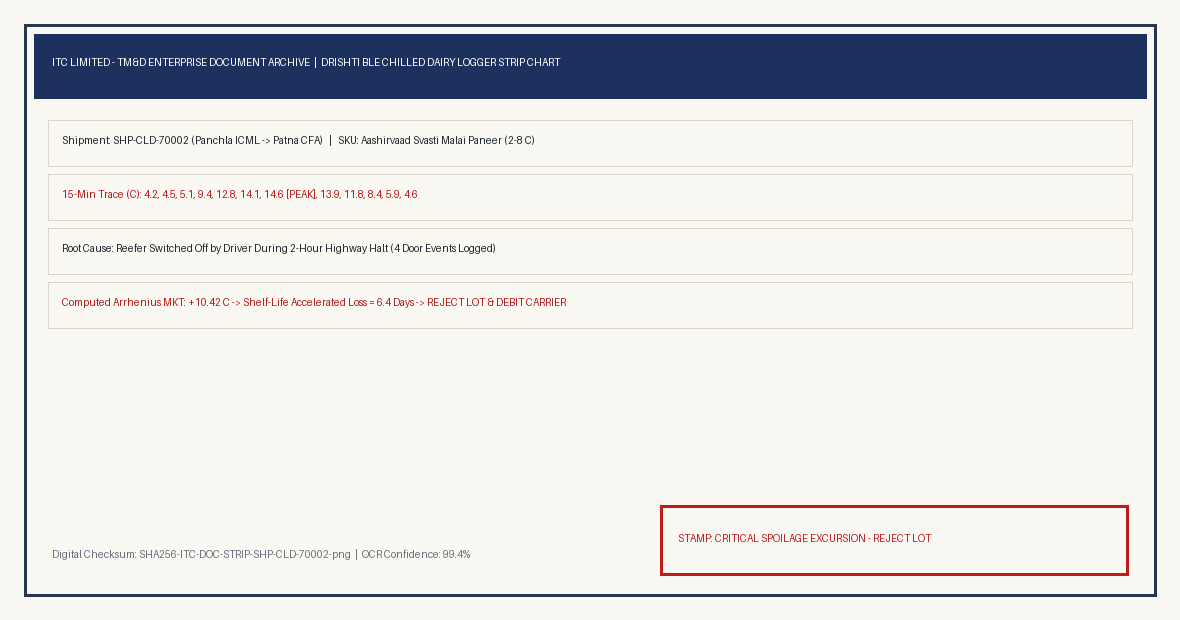 ITC LIMITED - TM&D ENTERPRISE DOCUMENT ARCHIVE | DRISHTI BLE CHILLED DAIRY LOGGER STRIP CHART
Shipment: SHP-CLD-70002 (Panchla ICML -> Patna CFA) | SKU: Aashirvaad Svasti Malai Paneer (2-8 C)
15-Min Trace (C): 4.2, 4.5, 5.1, 9.4, 12.8, 14.1, 14.6 [PEAK], 13.9, 11.8, 8.4, 5.9, 4.6
Root Cause: Reefer Switched Off by Driver During 2-Hour Highway Halt (4 Door Events Logged)
Computed Arrhenius MKT: +10.42 C -> Shelf-Life Accelerated Loss = 6.4 Days -> REJECT LOT & DEBIT CARRIER
STAMP: CRITICAL SPOILAGE EXCURSION - REJECT LOT
Digital Checksum: SHA256-ITC-DOC-STRIP-SHP-CLD-70002-png | OCR Confidence: 99.4%